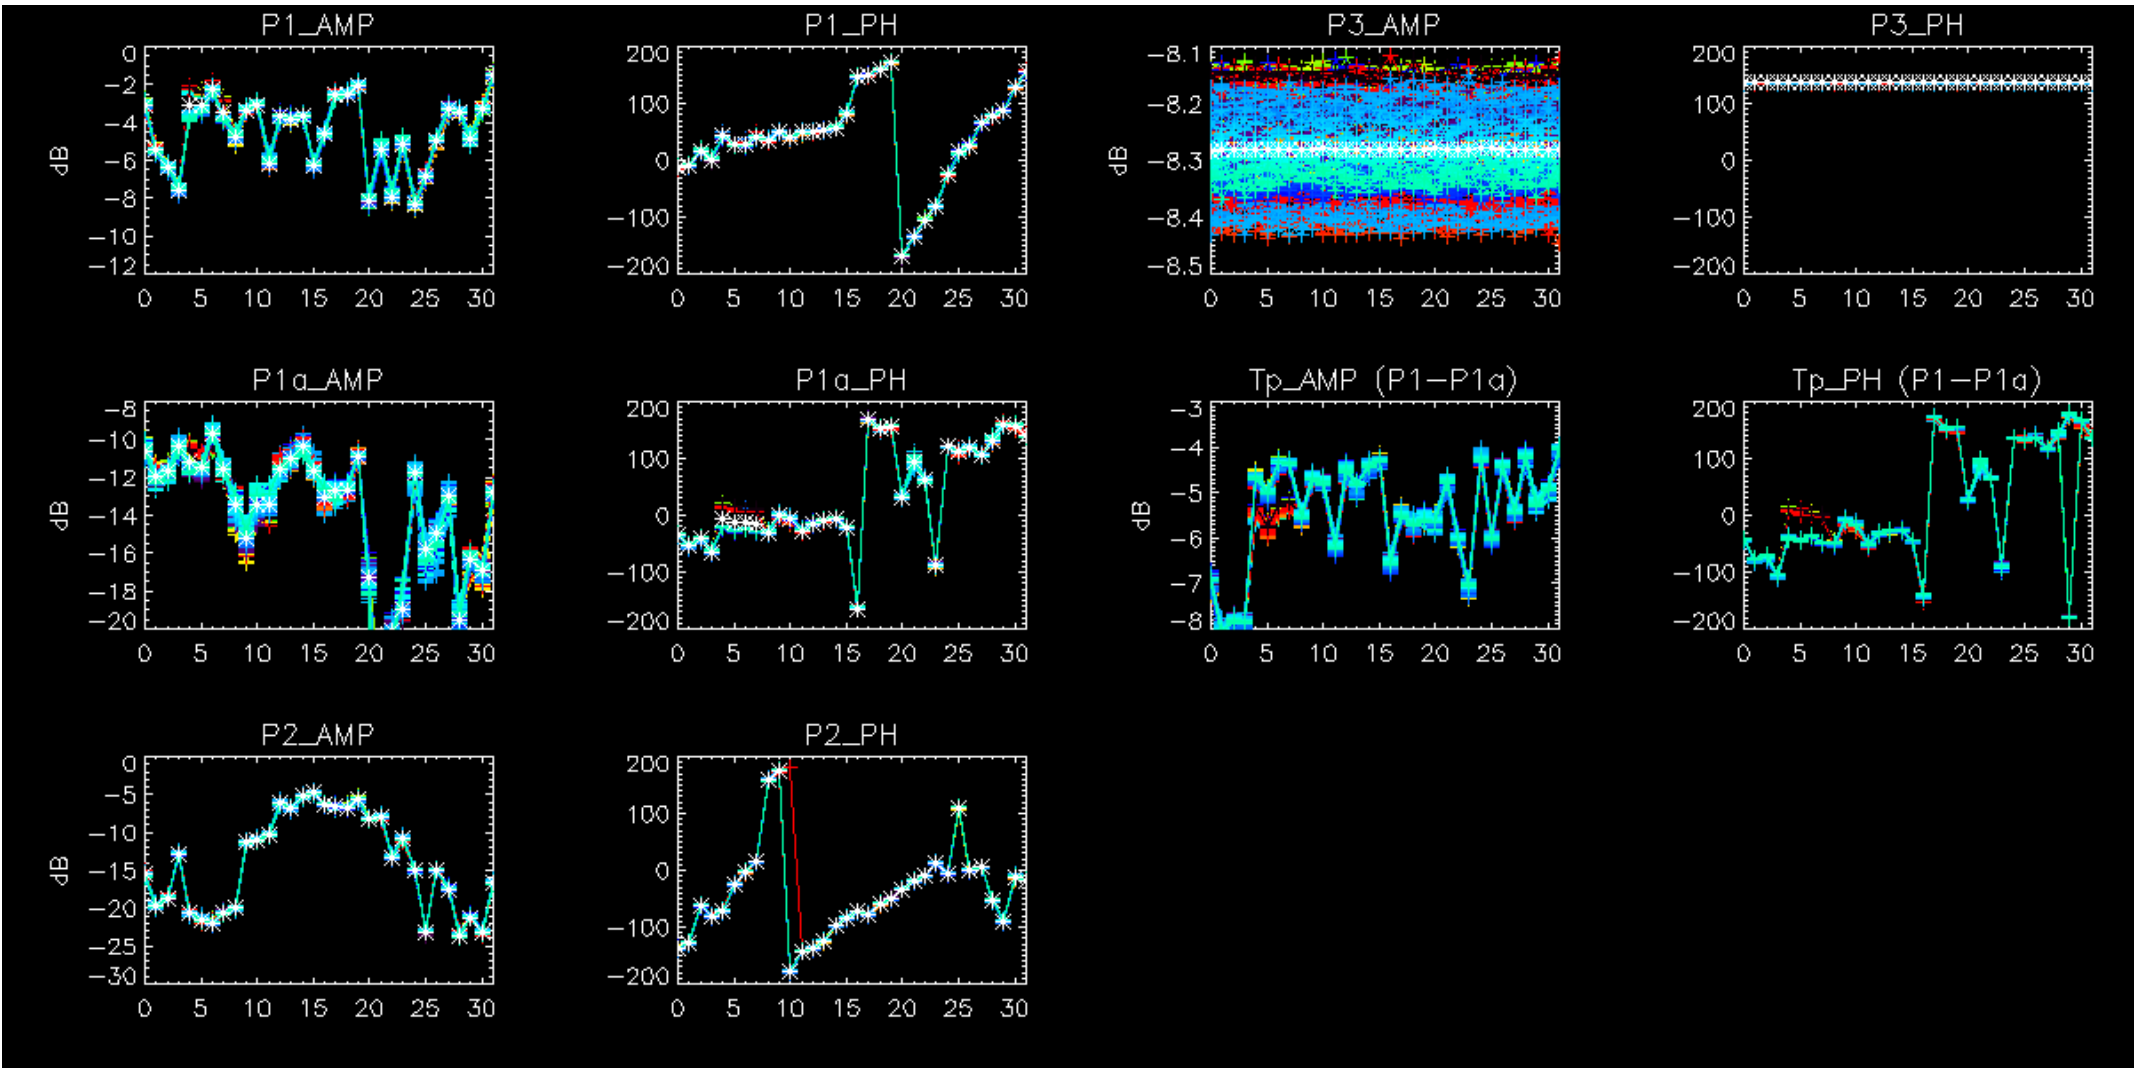 P1_AMP
P1_PH
P3_AMP
P3_PH
dB
0
-2
-4
-6
-8
-10
-12
0 5 10 15 20 25 30
200
100
0
-100
-200
0 5 10 15 20 25 30
dB
-8.1
-8.2
-8.3
-8.4
-8.5
0 5 10 15 20 25 30
200
100
0
-100
-200
0 5 10 15 20 25 30
P1a_AMP
P1a_PH
Tp_AMP (P1-P1a)
Tp_PH (P1-P1a)
dB
-8
-10
-12
-14
-16
-18
-20
0 5 10 15 20 25 30
200
100
0
-100
-200
0 5 10 15 20 25 30
dB
-3
-4
-5
-6
-7
-8
0 5 10 15 20 25 30
200
100
0
-100
-200
0 5 10 15 20 25 30
P2_AMP
P2_PH
dB
0
-5
-10
-15
-20
-25
-30
0 5 10 15 20 25 30
200
100
0
-100
-200
0 5 10 15 20 25 30